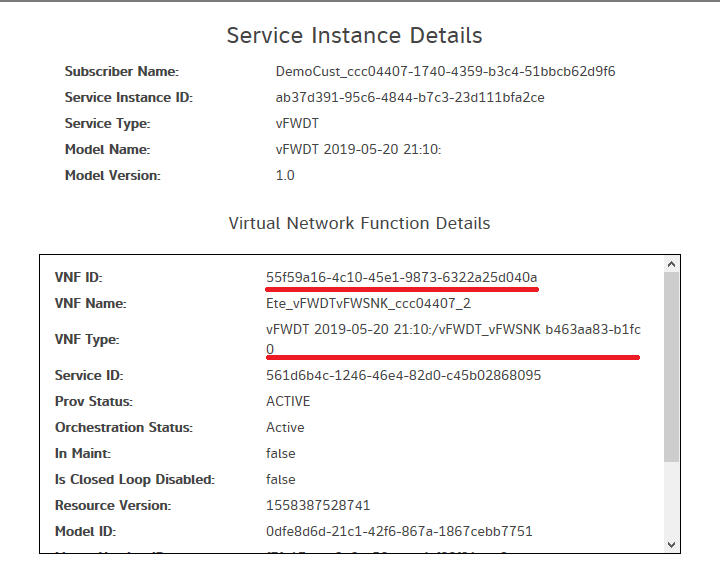 Service Instance Details
Subscriber Name: DemoCust_ccc04407-1740-4359-b3c4-51bbcb62d9f6
Service Instance ID: ab37d391-95c6-4844-b7c3-23d111bfa2ce
Service Type: vFWDT
Model Name: vFWDT 2019-05-20 21:10:
Model Version: 1.0
Virtual Network Function Details
VNF ID: 55f59a16-4c10-45e1-9873-6322a25d040a
VNF Name: Ete_vFWDTvFWSNK_ccc04407_2
VNF Type: vFWDT 2019-05-20 21:10:/vFWDT_vFWSNK b463aa83-b1fc
0
Service ID: 561d6b4c-1246-46e4-82d0-c45b02868095
Prov Status: ACTIVE
Orchestration Status: Active
In Maint: false
Is Closed Loop Disabled: false
Resource Version: 1558387528741
Model ID: 0dfe8d6d-21c1-42f6-867a-1867cebb7751